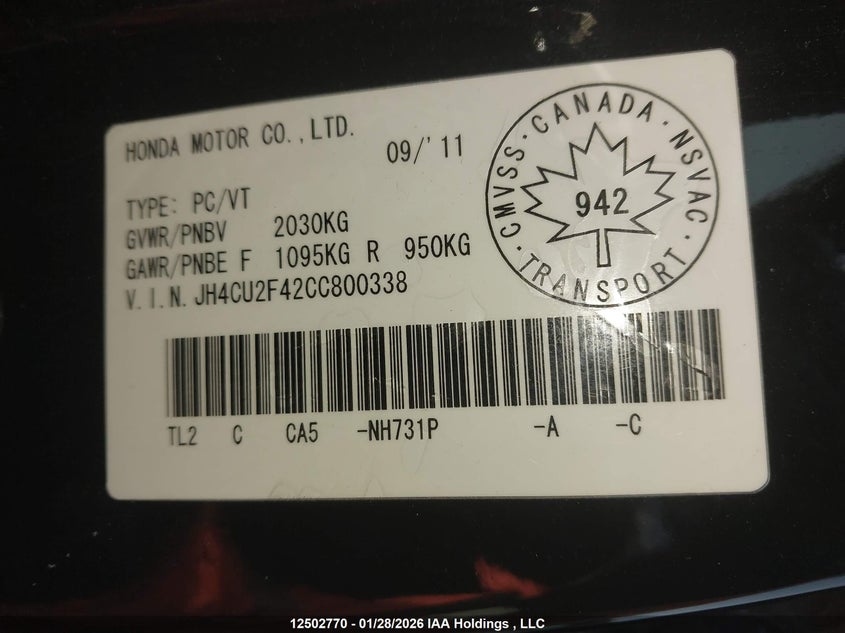 HONDA MOTOR CO.,LTD.
09/'11
TYPE: PC/VT
GVWR/PNBV 2030KG
GAWR/PNBE F 1095KG R 950KG
V.I.N. JH4CU2F42CC800338
CMVSS · CANADA · NSVAC · TRANSPORT ·
942
TL2 C CA5 -NH731P -A -C
12502770 - 01/28/2026 IAA Holdings , LLC